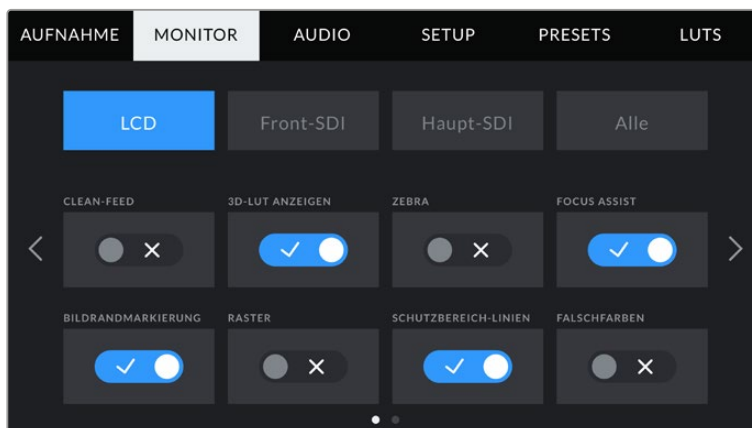 AUFNAHME MONITOR AUDIO SETUP PRESETS LUTS
LCD Front-SDI Haupt-SDI Alle
CLEAN-FEED 3D-LUT ANZEIGEN ZEBRA FOCUS ASSIST
BILDRANDMARKIERUNG RASTER SCHUTZBEREICH-LINIEN FALSCHFARBEN